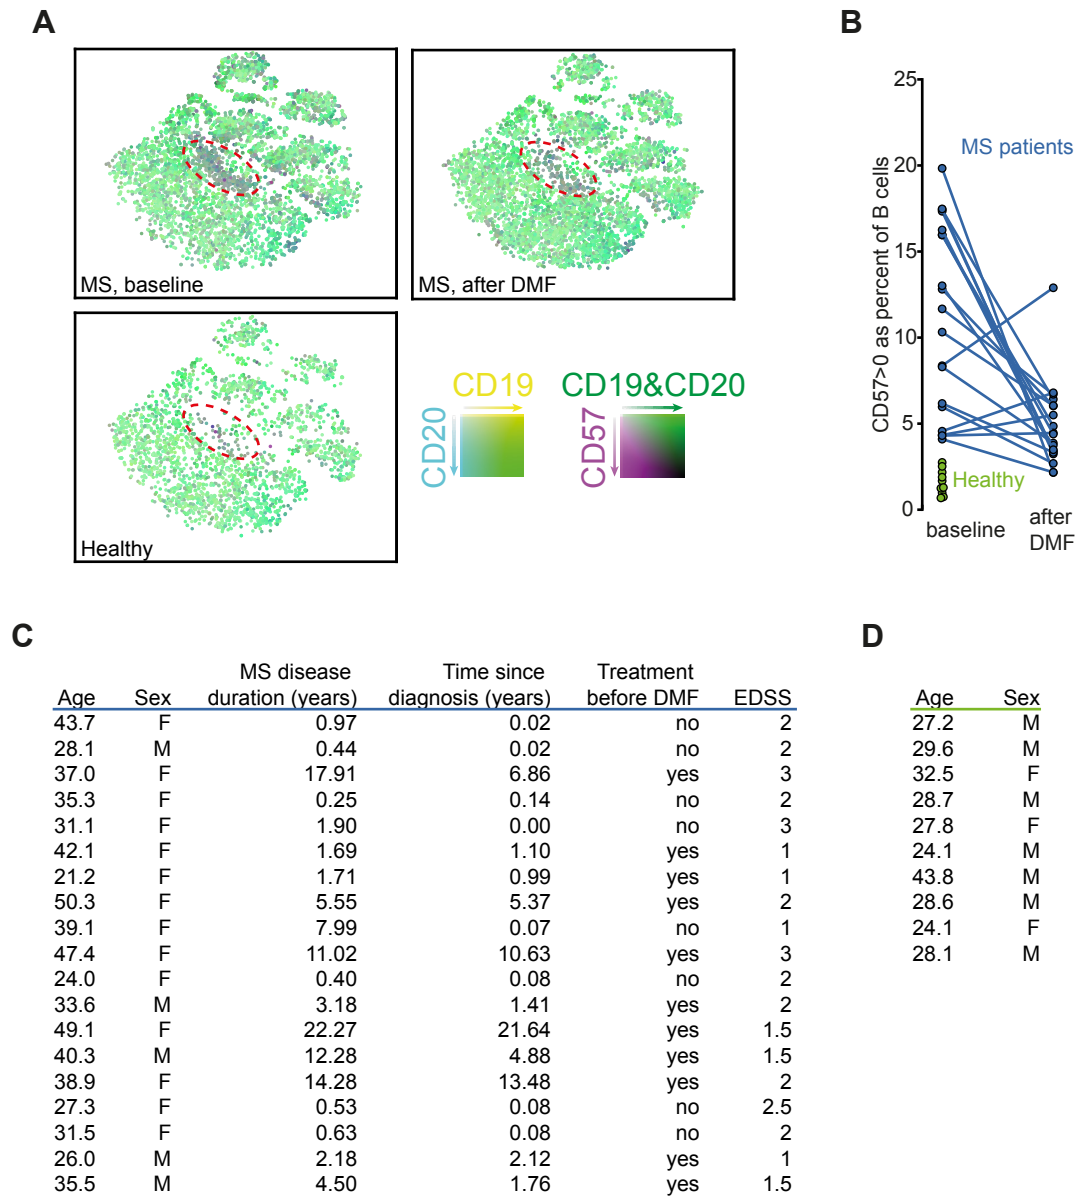 A
MS, baseline
MS, after DMF
Healthy
CD19
CD20
CD19&CD20
CD57
B
CD57>0 as percent of B cells
25
20
15
10
5
0
MS patients
Healthy
baseline
after
DMF
C
MS disease Time since Treatment
Age Sex duration (years) diagnosis (years) before DMF EDSS
43.7 F 0.97 0.02 no 2
28.1 M 0.44 0.02 no 2
37.0 F 17.91 6.86 yes 3
35.3 F 0.25 0.14 no 2
31.1 F 1.90 0.00 no 3
42.1 F 1.69 1.10 yes 1
21.2 F 1.71 0.99 yes 1
50.3 F 5.55 5.37 yes 2
39.1 F 7.99 0.07 no 1
47.4 F 11.02 10.63 yes 3
24.0 F 0.40 0.08 no 2
33.6 M 3.18 1.41 yes 2
49.1 F 22.27 21.64 yes 1.5
40.3 M 12.28 4.88 yes 1.5
38.9 F 14.28 13.48 yes 2
27.3 F 0.53 0.08 no 2.5
31.5 F 0.63 0.08 no 2
26.0 M 2.18 2.12 yes 1
35.5 M 4.50 1.76 yes 1.5
D
Age Sex
27.2 M
29.6 M
32.5 F
28.7 M
27.8 F
24.1 M
43.8 M
28.6 M
24.1 F
28.1 M